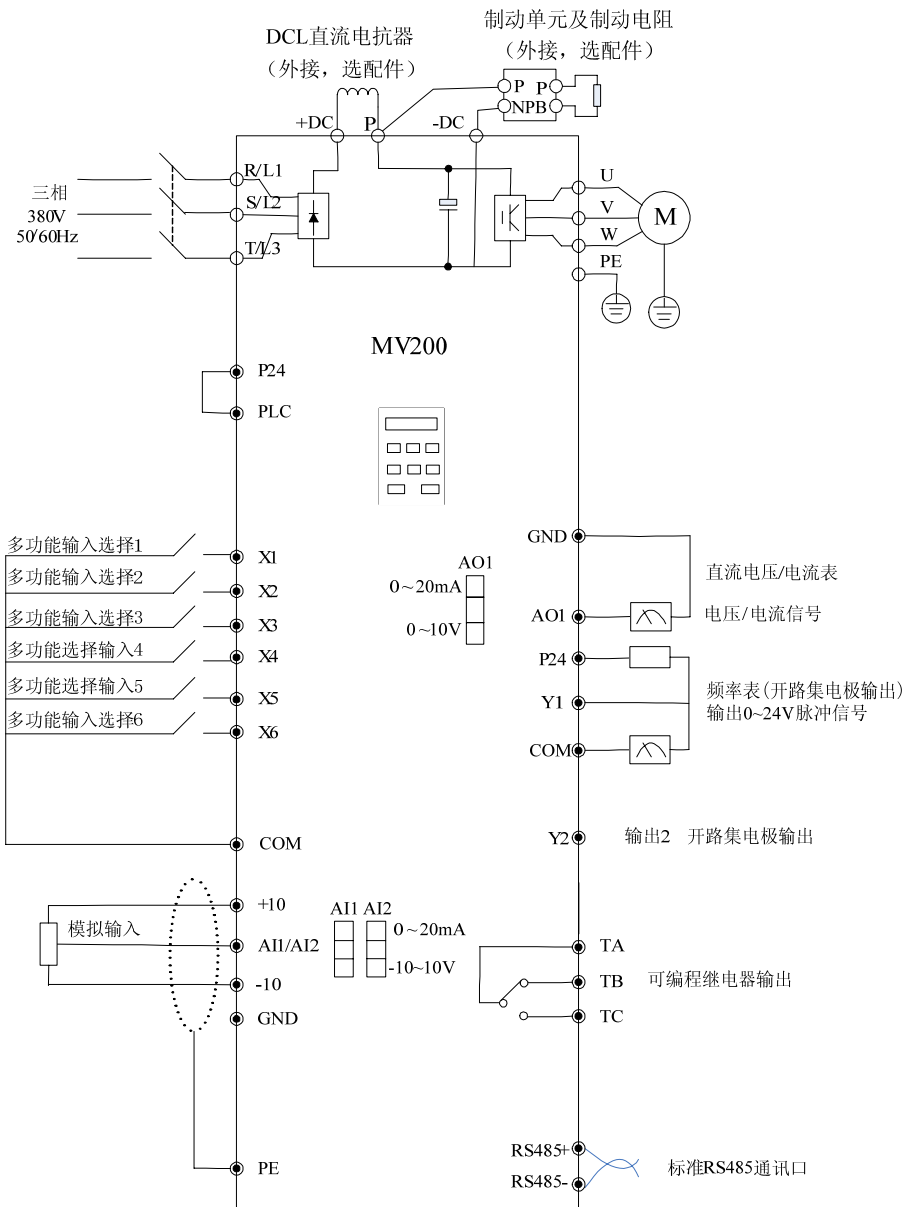 制动单元及制动电阻
（外接，选配件）
DCL直流电抗器
（外接，选配件）
P P
NPB
+DC P -DC
R/L1
S/L2
T/L3
三相
380V
50/60Hz
U
V
W
PE
M
MV200
P24
PLC
多功能输入选择1
多功能输入选择2
多功能输入选择3
多功能选择输入4
多功能选择输入5
多功能输入选择6
X1
X2
X3
X4
X5
X6
COM
AO1
0~20mA
0~10V
GND
AO1
P24
Y1
COM
直流电压/电流表
电压/电流信号
频率表(开路集电极输出)
输出0~24V脉冲信号
Y2
输出2 开路集电极输出
+10
AI1/AI2
-10
GND
模拟输入
AI1 AI2
0~20mA
-10~10V
TA
TB
TC
可编程继电器输出
PE
RS485+
RS485-
标准RS485通讯口